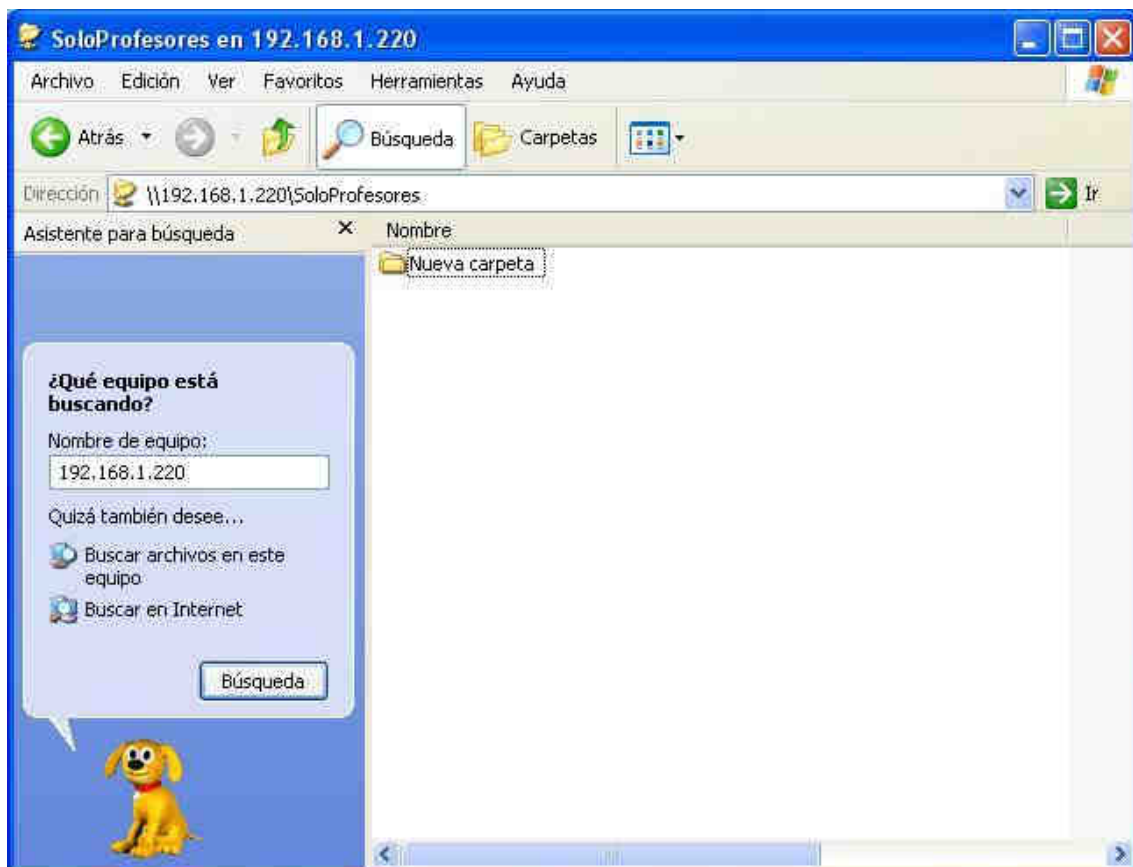 SoloProfesores en 192.168.1.220
Archivo Edición Ver Favoritos Herramientas Ayuda
Atrás Búsqueda Carpetas
Dirección \\192.168.1.220\SoloProfesores Ir
Asistente para búsqueda
Nombre
Nueva carpeta
¿Qué equipo está
buscando?
Nombre de equipo:
192.168.1.220
Quizá también desee...
Buscar archivos en este
equipo
Buscar en Internet
Búsqueda